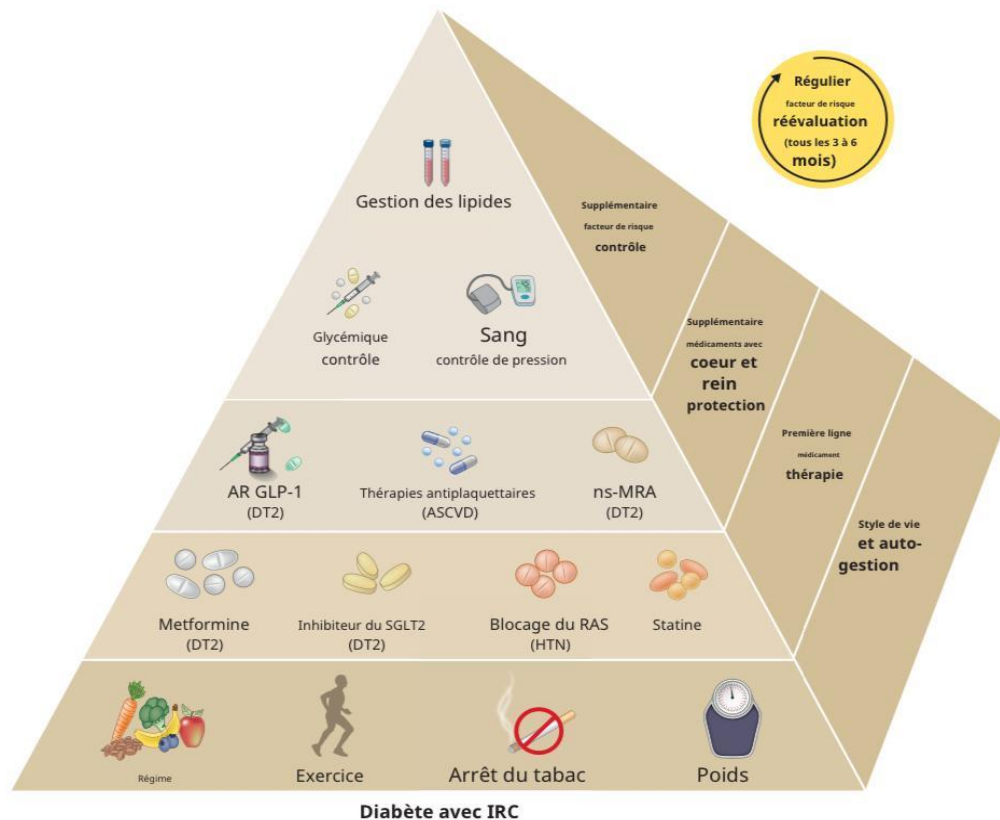 Régulier
facteur de risque
réévaluation
(tous les 3 à 6
mois)
Gestion des lipides
Supplémentaire
facteur de risque
contrôle
Glycémique
contrôle
Sang
contrôle de pression
Supplémentaire
médicaments avec
coeur et
rein
protection
AR GLP-1
(DT2)
Thérapies antiplaquettaires
(ASCVD)
ns-MRA
(DT2)
Première ligne
médicament
thérapie
Metformine
(DT2)
Inhibiteur du SGLT2
(DT2)
Blocage du RAS
(HTN)
Statine
Style de vie
et auto-
gestion
Régime
Exercice
Arrêt du tabac
Poids
Diabète avec IRC